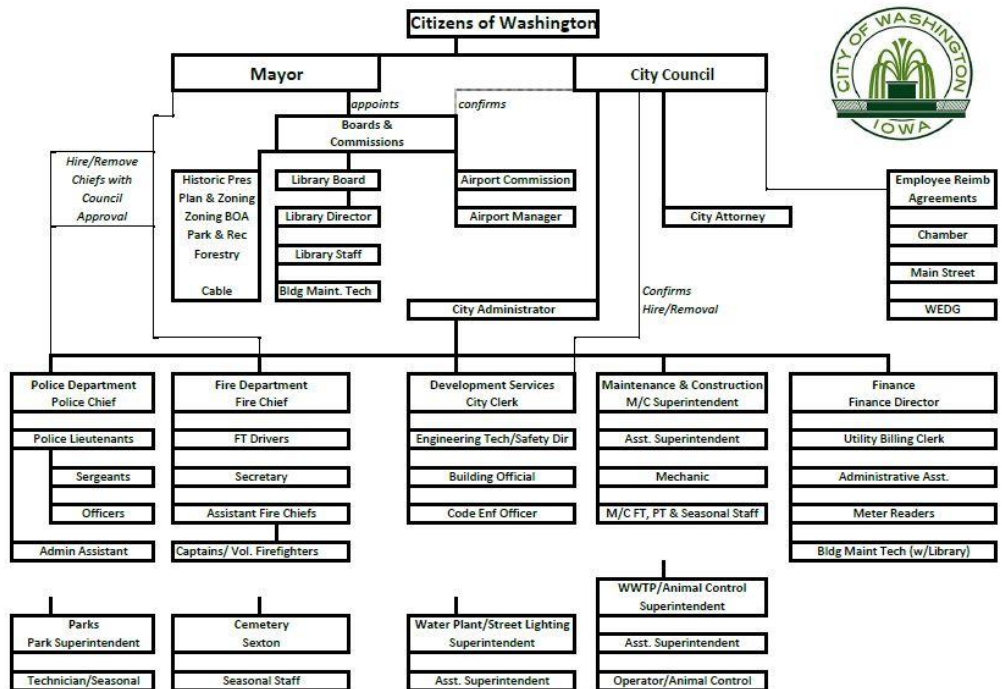 Citizens of Washington
CITY OF WASHINGTON
IOWA
Mayor
City Council
appoints
confirms
Boards &
Commissions
Hire/Remove
Chiefs with
Council
Approval
Historic Pres
Plan & Zoning
Zoning BOA
Park & Rec
Forestry
Cable
Library Board
Library Director
Library Staff
Bldg Maint. Tech
Airport Commission
Airport Manager
City Attorney
Employee Reimb
Agreements
Chamber
Main Street
WEDG
City Administrator
Confirms
Hire/Removal
Police Department
Police Chief
Police Lieutenants
Sergeants
Officers
Admin Assistant
Fire Department
Fire Chief
FT Drivers
Secretary
Assistant Fire Chiefs
Captains/ Vol. Firefighters
Development Services
City Clerk
Engineering Tech/Safety Dir
Building Official
Code Enf Officer
Maintenance & Construction
M/C Superintendent
Asst. Superintendent
Mechanic
M/C FT, PT & Seasonal Staff
Finance
Finance Director
Utility Billing Clerk
Administrative Asst.
Meter Readers
Bldg Maint Tech (w/Library)
Parks
Park Superintendent
Technician/Seasonal
Cemetery
Sexton
Seasonal Staff
Water Plant/Street Lighting
Superintendent
Asst. Superintendent
WWTP/Animal Control
Superintendent
Asst. Superintendent
Operator/Animal Control